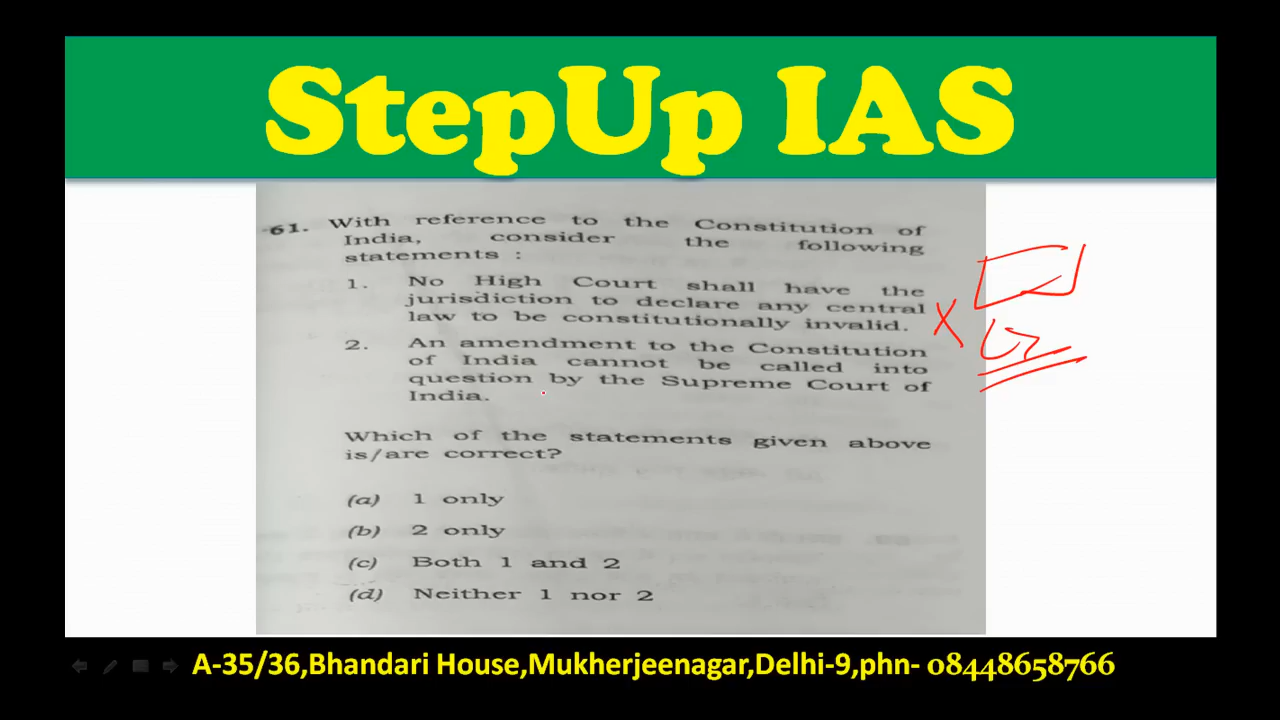 StepUp IAS
61. With reference to the Constitution of
India, consider the following
statements :
1. No High Court shall have the
jurisdiction to declare any central
law to be constitutionally invalid.
2. An amendment to the Constitution
of India cannot be called into
question by the Supreme Court of
India.
Which of the statements given above
is/are correct?
(a) 1 only
(b) 2 only
(c) Both 1 and 2
(d) Neither 1 nor 2
A-35/36,Bhandari House,Mukherjeenagar,Delhi-9,phn- 08448658766